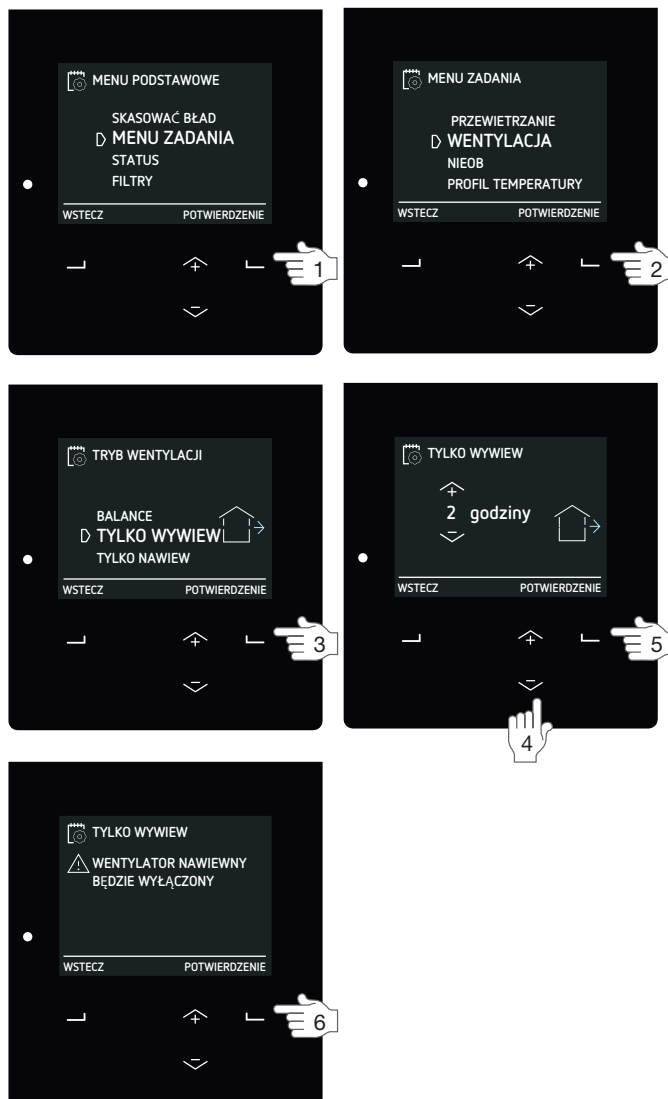 MENU PODSTAWOWE
SKASOWAĆ BŁAD
MENU ZADANIA
STATUS
FILTRY
WSTECZ POTWIERDZENIE
1
MENU ZADANIA
PRZEWIETRZANIE
WENTYLACJA
NIEOB
PROFIL TEMPERATURY
WSTECZ POTWIERDZENIE
2
TRYB WENTYLACJI
BALANCE
TYLKO WYWIEW
TYLKO NAWIEW
WSTECZ POTWIERDZENIE
3
TYLKO WYWIEW
2 godziny
WSTECZ POTWIERDZENIE
5
4
TYLKO WYWIEW
WENTYLATOR NAWIEWNY
BĘDZIE WYŁĄCZONY
WSTECZ POTWIERDZENIE
6